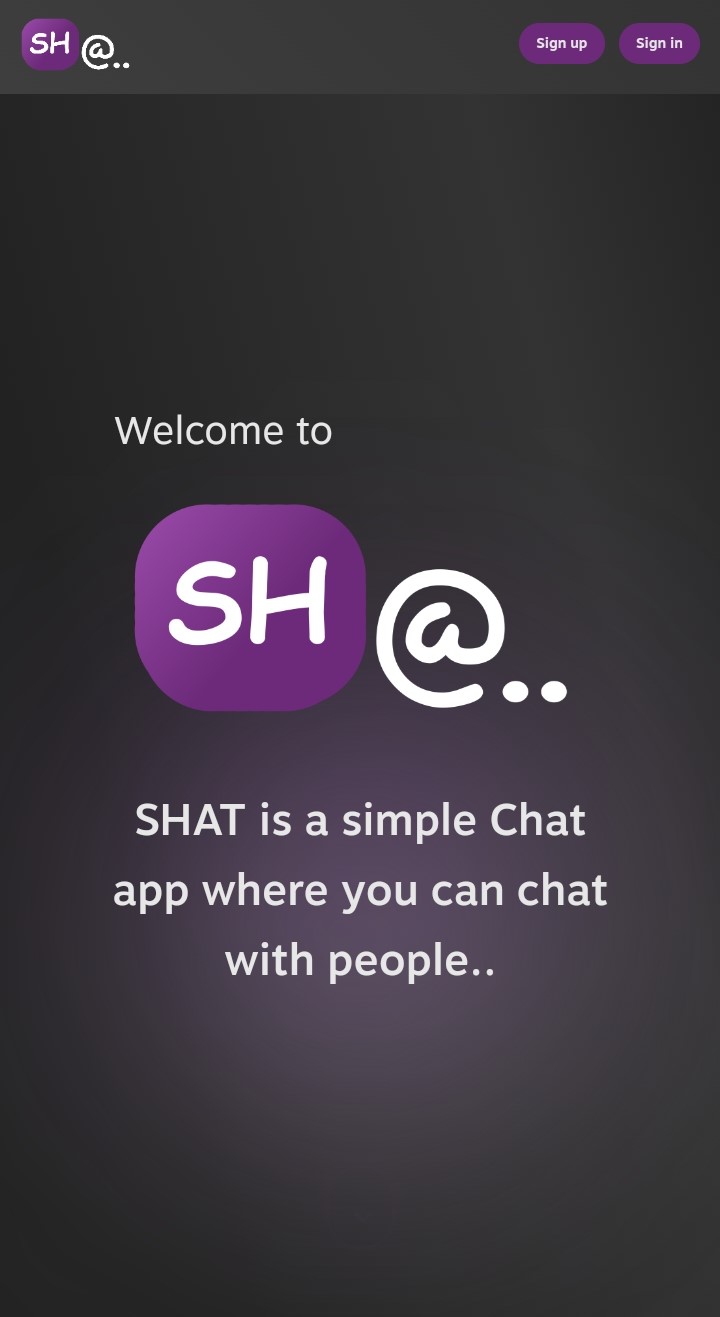 SH@..
Sign up
Sign in
Welcome to
SH@..
SHAT is a simple Chat
app where you can chat
with people..